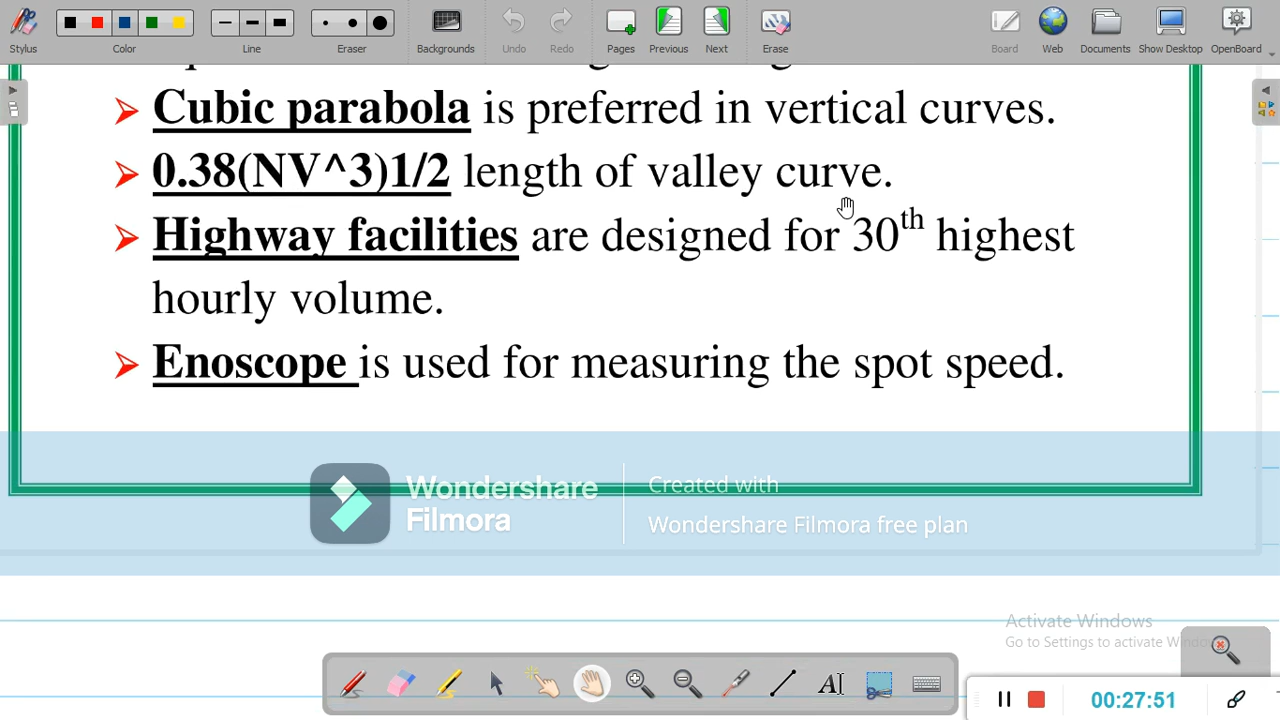 Stylus Color Line Eraser Backgrounds Undo Redo Pages Previous Next Erase Board Web Documents Show Desktop OpenBoard
Cubic parabola is preferred in vertical curves.
0.38(NV^3)1/2 length of valley curve.
Highway facilities are designed for 30th highest
hourly volume.
Enoscope is used for measuring the spot speed.
Wondershare
Filmora
Created with
Wondershare Filmora free plan
Activate Windows
Go to Settings to activate
00:27:51